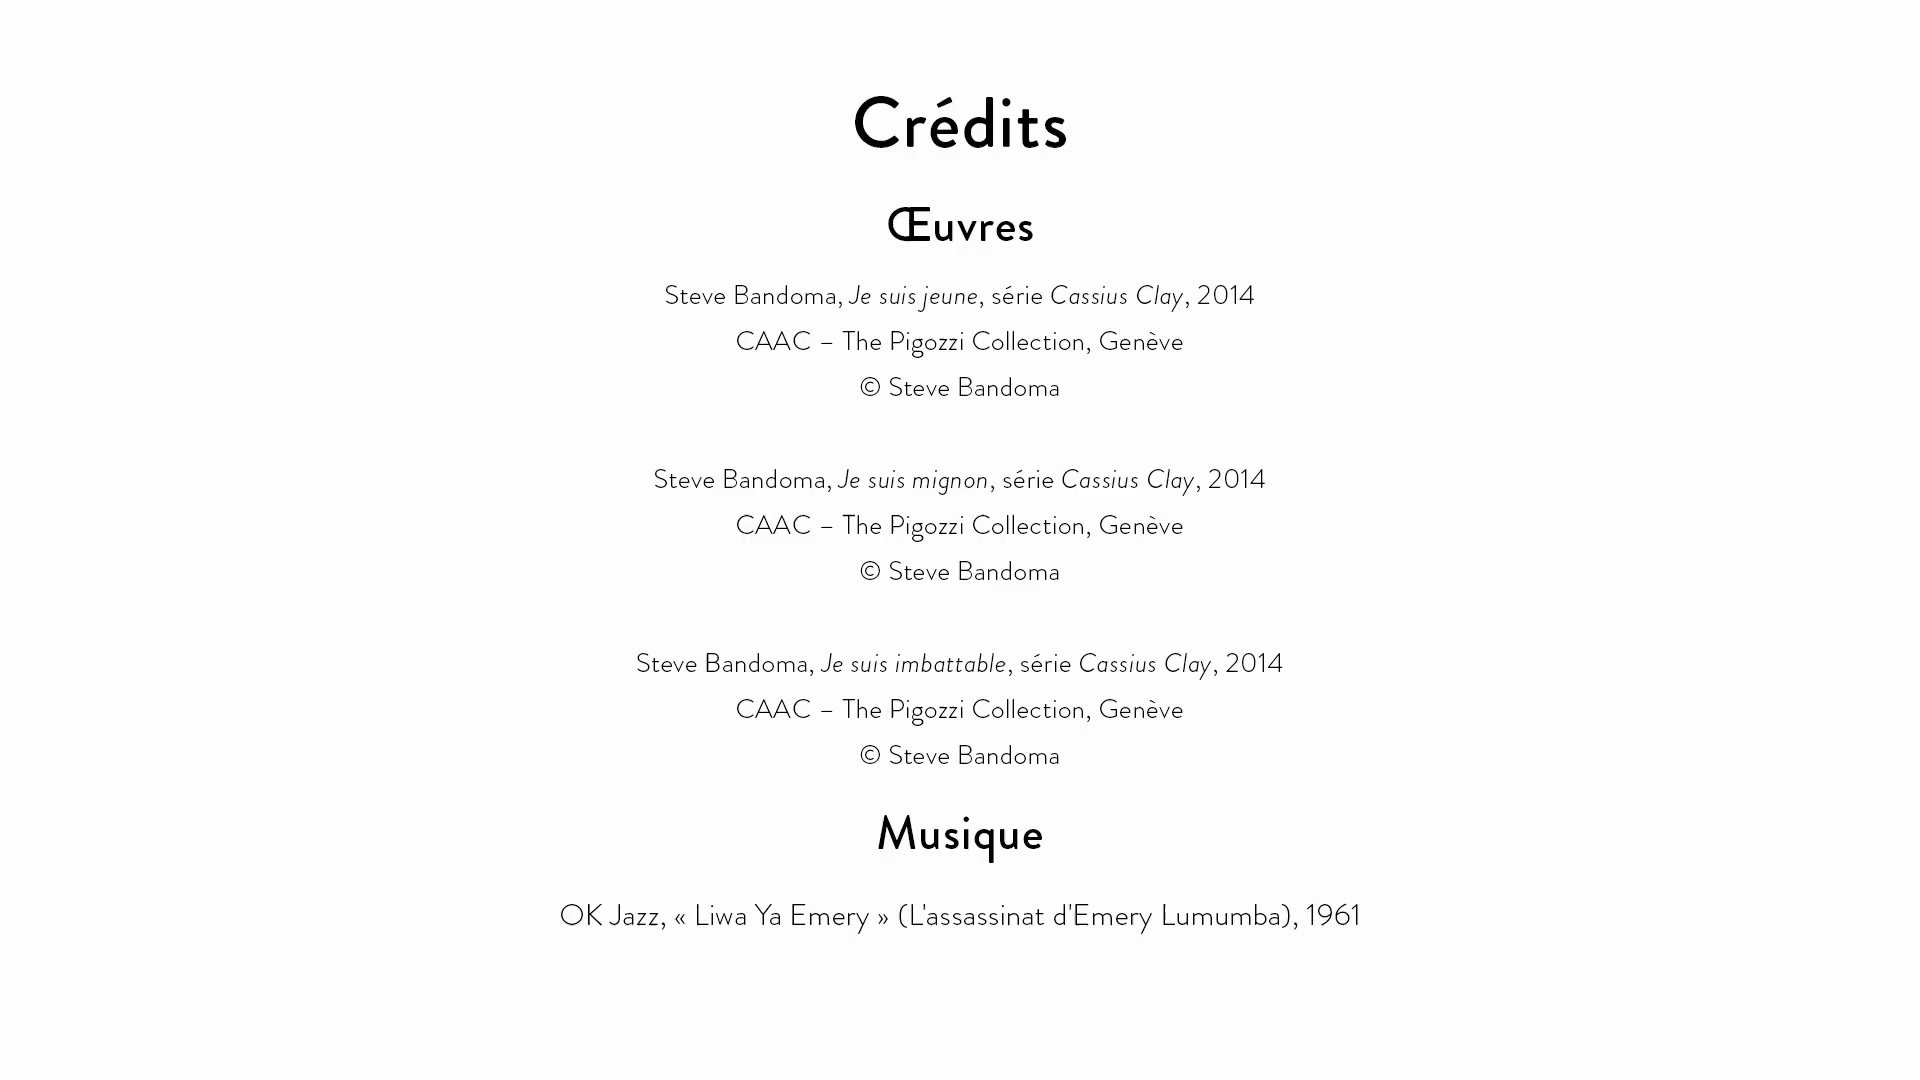 Crédits
Œuvres
Steve Bandoma, Je suis jeune, série Cassius Clay, 2014
CAAC – The Pigozzi Collection, Genève
© Steve Bandoma
Steve Bandoma, Je suis mignon, série Cassius Clay, 2014
CAAC – The Pigozzi Collection, Genève
© Steve Bandoma
Steve Bandoma, Je suis imbattable, série Cassius Clay, 2014
CAAC – The Pigozzi Collection, Genève
© Steve Bandoma
Musique
OK Jazz, « Liwa Ya Emery » (L'assassinat d'Emery Lumumba), 1961